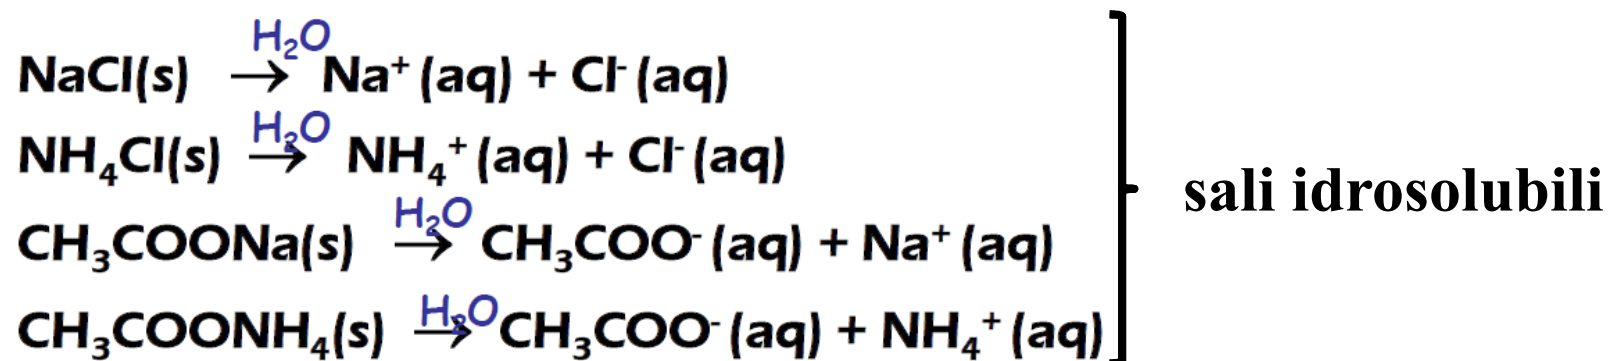 NaCl(s) →H₂O Na⁺ (aq) + Cl⁻ (aq)
NH₄Cl(s) →H₂O NH₄⁺ (aq) + Cl⁻ (aq)
CH₃COONa(s) →H₂O CH₃COO⁻ (aq) + Na⁺ (aq)
CH₃COONH₄(s) →H₂O CH₃COO⁻ (aq) + NH₄⁺ (aq)
sali idrosolubili